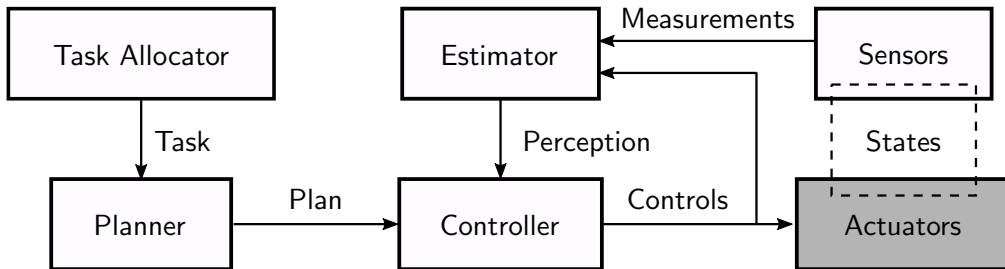 Measurements
Task Allocator
Estimator
Sensors
Task
Perception
States
Plan
Controls
Planner
Controller
Actuators